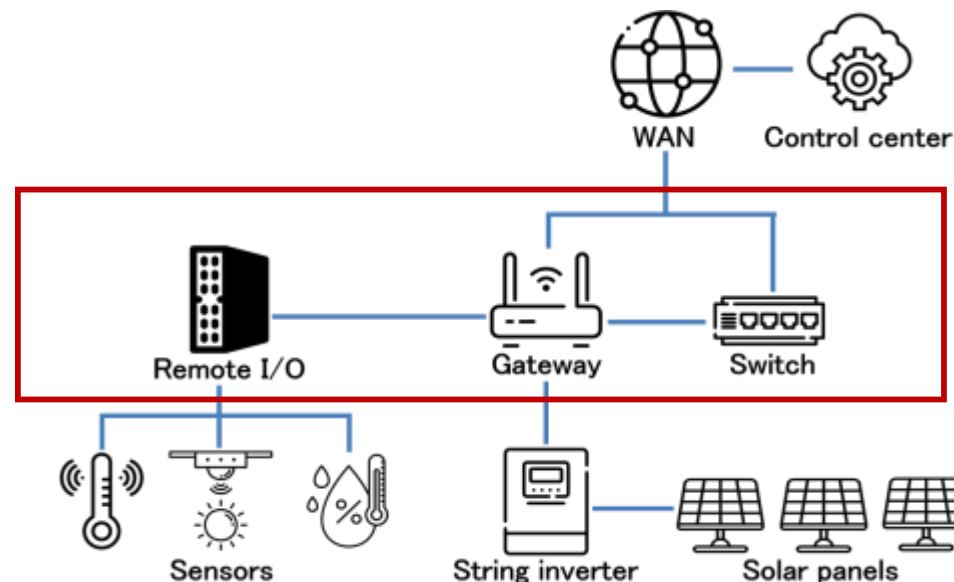 WAN
Control center
Remote I/O
Gateway
Switch
%
Sensors
String inverter
Solar panels